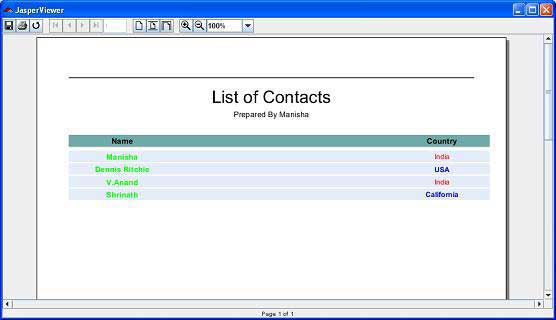 JasperViewer
100%
List of Contacts
Prepared By Manisha
Name Country
Manisha India
Dennis Ritchie USA
V.Anand India
Shrinath California
Page 1 of 1